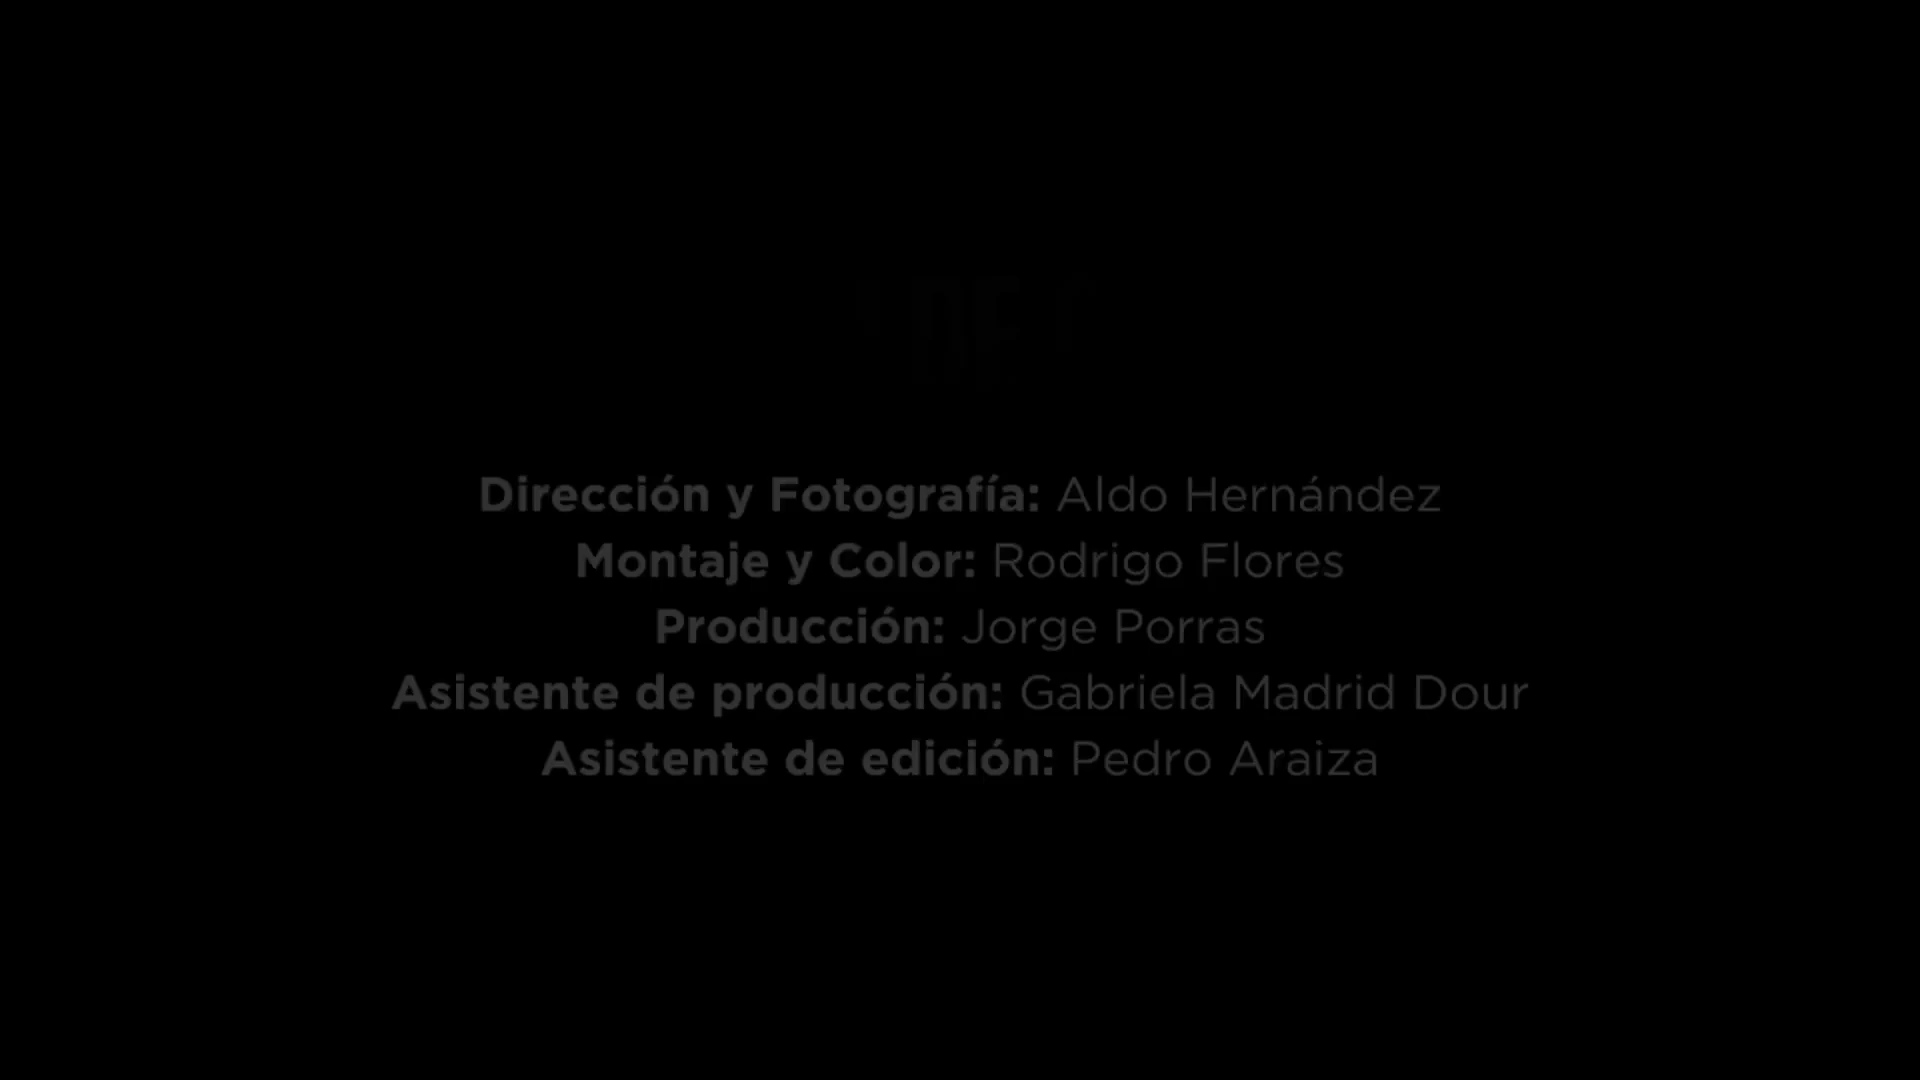 DE
Dirección y Fotografía: Aldo Hernández
Montaje y Color: Rodrigo Flores
Producción: Jorge Porras
Asistente de producción: Gabriela Madrid Dour
Asistente de edición: Pedro Araiza